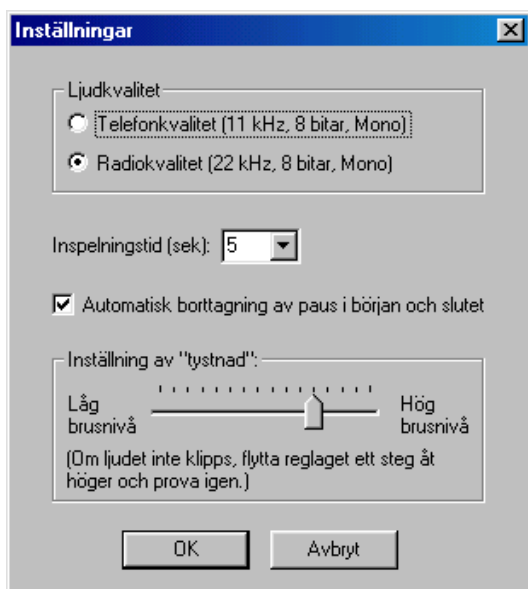 Inställningar
Ljudkvalitet
Telefonkvalitet (11 kHz, 8 bitar, Mono)
Radiokvalitet (22 kHz, 8 bitar, Mono)
Inspelningstid (sek): 5
Automatisk borttagning av paus i början och slutet
Inställning av "tystnad":
Låg brusnivå
Hög brusnivå
(Om ljudet inte klipps, flytta reglaget ett steg åt
höger och prova igen.)
OK
Avbryt